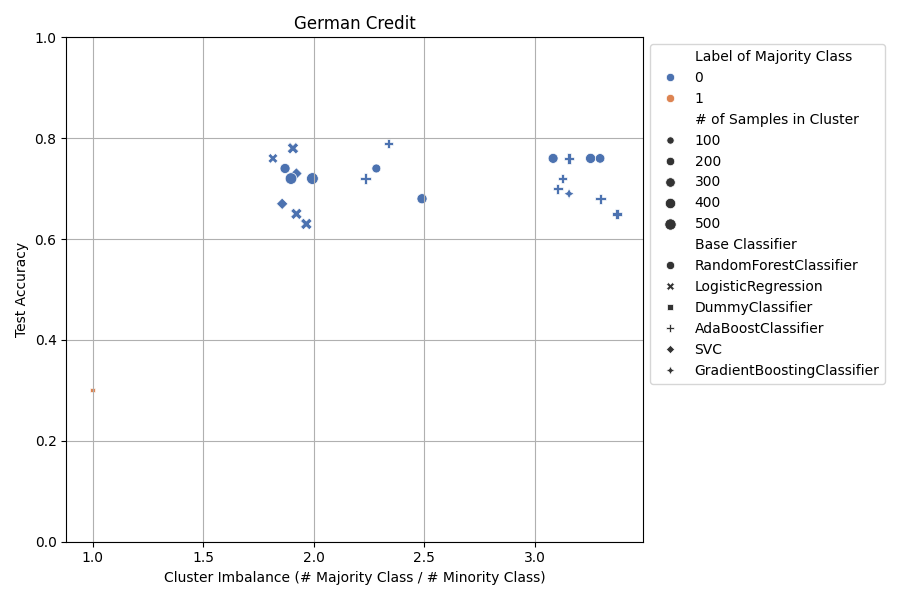 German Credit
1.0
0.8
0.6
0.4
0.2
0.0
Test Accuracy
1.0
1.5
2.0
2.5
3.0
Cluster Imbalance (# Majority Class / # Minority Class)
Label of Majority Class
0
1
# of Samples in Cluster
100
200
300
400
500
Base Classifier
RandomForestClassifier
LogisticRegression
DummyClassifier
AdaBoostClassifier
SVC
GradientBoostingClassifier